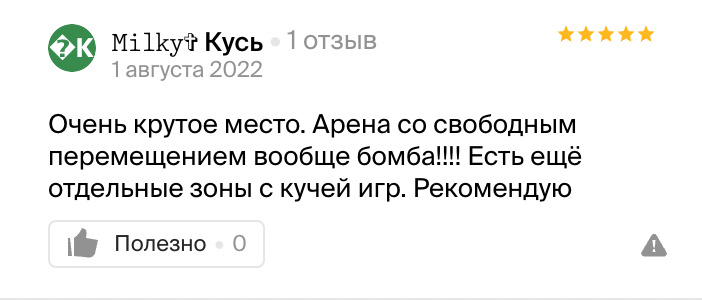 �К
𝙼𝚒𝚕𝚔𝚢✞ Кусь • 1 отзыв
1 августа 2022
Очень крутое место. Арена со свободным
перемещением вообще бомба!!!! Есть ещё
отдельные зоны с кучей игр. Рекомендую
Полезно • 0